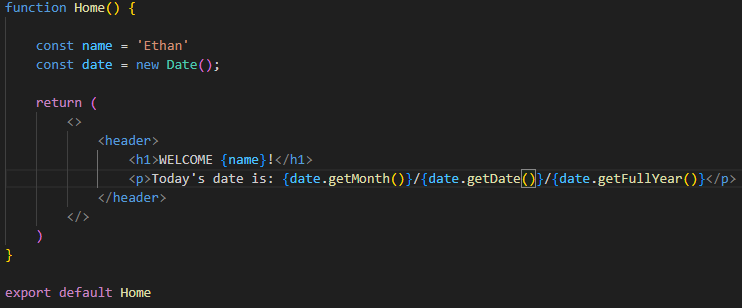 function Home() {
const name = 'Ethan'
const date = new Date();
return (
<>
<header>
<h1>WELCOME {name}!</h1>
<p>Today's date is: {date.getMonth()}/{date.getDate()}/{date.getFullYear()}</p>
</header>
</>
)
}
export default Home